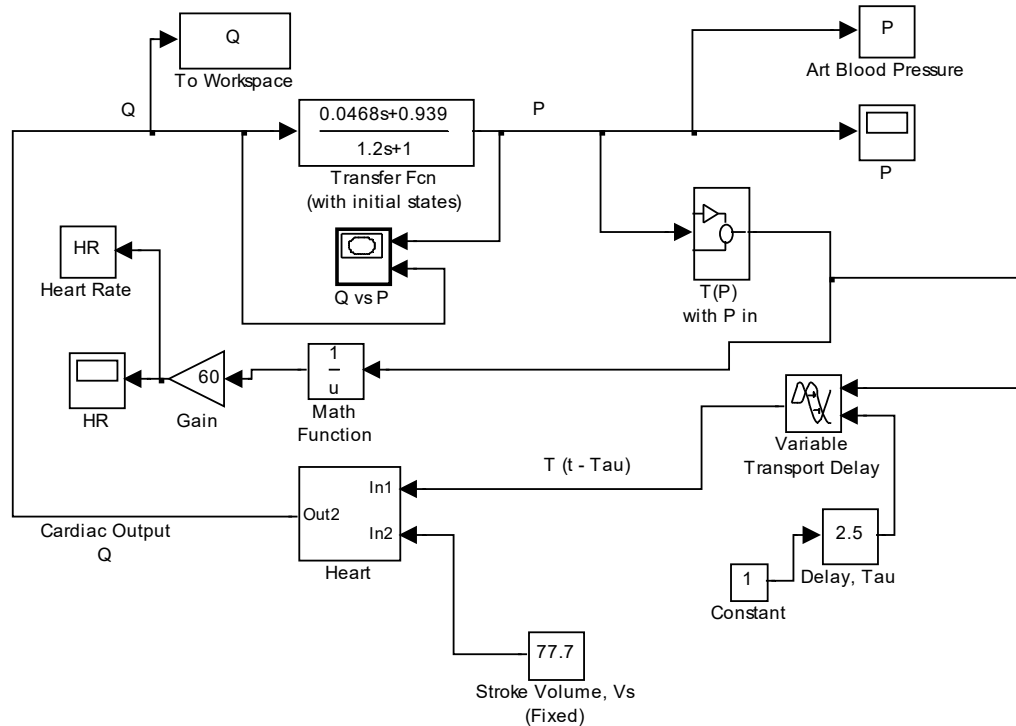 Q
To Workspace
P
Art Blood Pressure
Q
0.0468s+0.939
1.2s+1
Transfer Fcn
(with initial states)
P
P
HR
Heart Rate
Q vs P
T(P)
with P in
HR
60
Gain
1
u
Math
Function
Variable
Transport Delay
T (t - Tau)
In1
In2
Out2
Heart
Cardiac Output
Q
2.5
Delay, Tau
1
Constant
77.7
Stroke Volume, Vs
(Fixed)